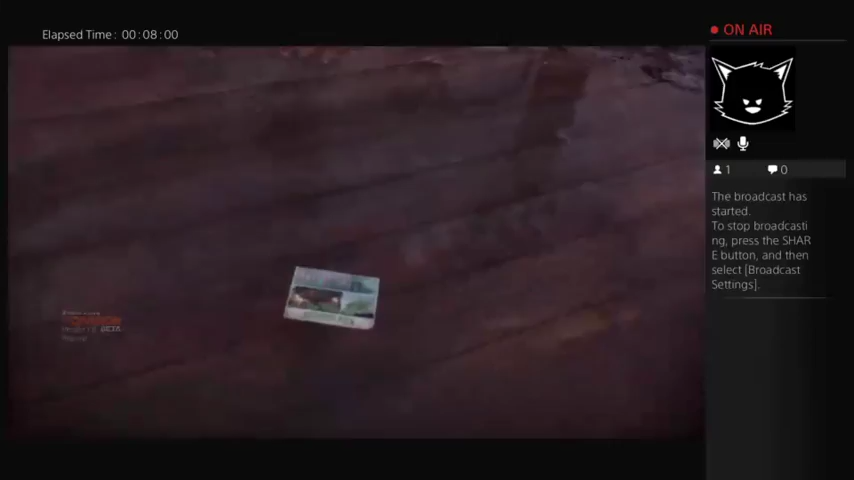 Elapsed Time: 00:08:00
ON AIR
1
0
The broadcast has
started.
To stop broadcasti
ng, press the SHAR
E button, and then
select [Broadcast
Settings].